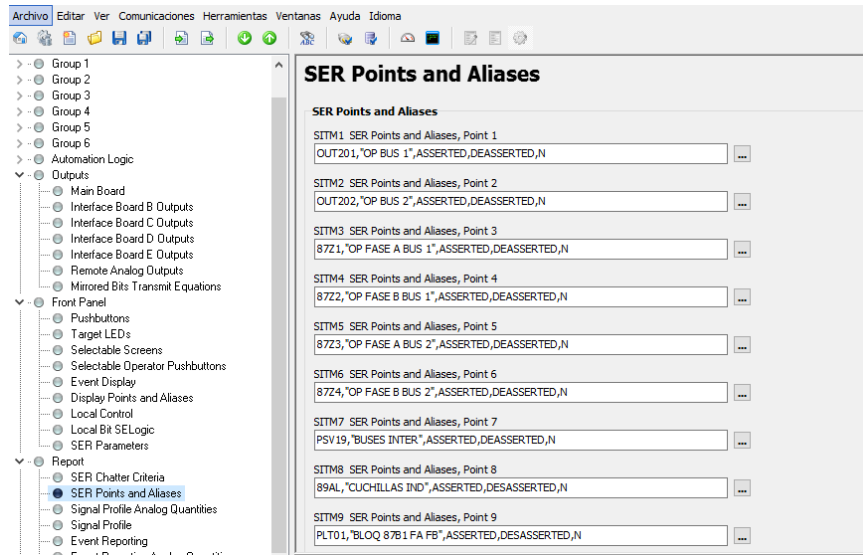 Archivo Editar Ver Comunicaciones Herramientas Ventanas Ayuda Idioma
Group 1
Group 2
Group 3
Group 4
Group 5
Group 6
Automation Logic
Outputs
Main Board
Interface Board B Outputs
Interface Board C Outputs
Interface Board D Outputs
Interface Board E Outputs
Remote Analog Outputs
Mirrored Bits Transmit Equations
Front Panel
Pushbuttons
Target LEDs
Selectable Screens
Selectable Operator Pushbuttons
Event Display
Display Points and Aliases
Local Control
Local Bit SELogic
SER Parameters
Report
SER Chatter Criteria
SER Points and Aliases
Signal Profile Analog Quantities
Signal Profile
Event Reporting
SER Points and Aliases
SER Points and Aliases
SITM1 SER Points and Aliases, Point 1
OUT201,"OP BUS 1",ASSERTED,DEASSERTED,N
...
SITM2 SER Points and Aliases, Point 2
OUT202,"OP BUS 2",ASSERTED,DEASSERTED,N
...
SITM3 SER Points and Aliases, Point 3
87Z1,"OP FASE A BUS 1",ASSERTED,DEASSERTED,N
...
SITM4 SER Points and Aliases, Point 4
87Z2,"OP FASE B BUS 1",ASSERTED,DEASSERTED,N
...
SITM5 SER Points and Aliases, Point 5
87Z3,"OP FASE A BUS 2",ASSERTED,DEASSERTED,N
...
SITM6 SER Points and Aliases, Point 6
87Z4,"OP FASE B BUS 2",ASSERTED,DEASSERTED,N
...
SITM7 SER Points and Aliases, Point 7
PSV19,"BUSES INTER",ASSERTED,DEASSERTED,N
...
SITM8 SER Points and Aliases, Point 8
89AL,"CUCHILLAS IND",ASSERTED,DESASSERTED,N
...
SITM9 SER Points and Aliases, Point 9
PLT01,"BLOQ 87B1 FA FB",ASSERTED,DESASSERTED,N
...